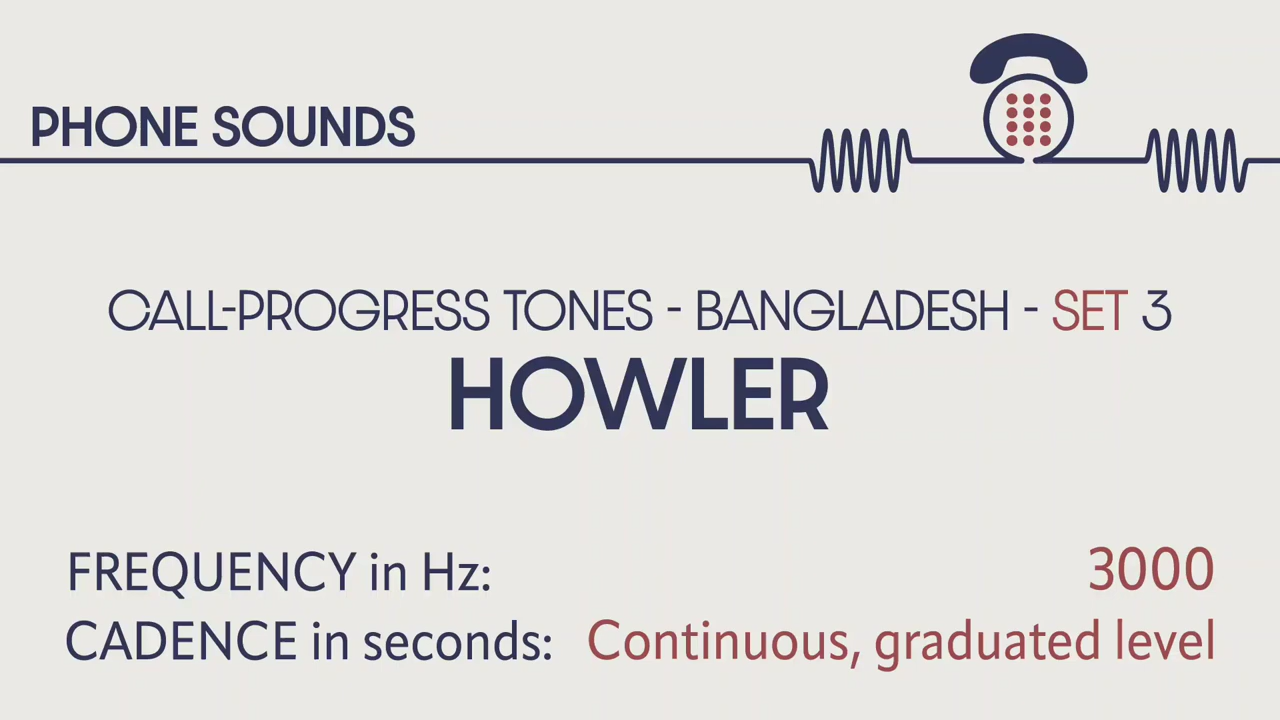 PHONE SOUNDS
CALL-PROGRESS TONES - BANGLADESH - SET 3
HOWLER
FREQUENCY in Hz: 3000
CADENCE in seconds: Continuous, graduated level